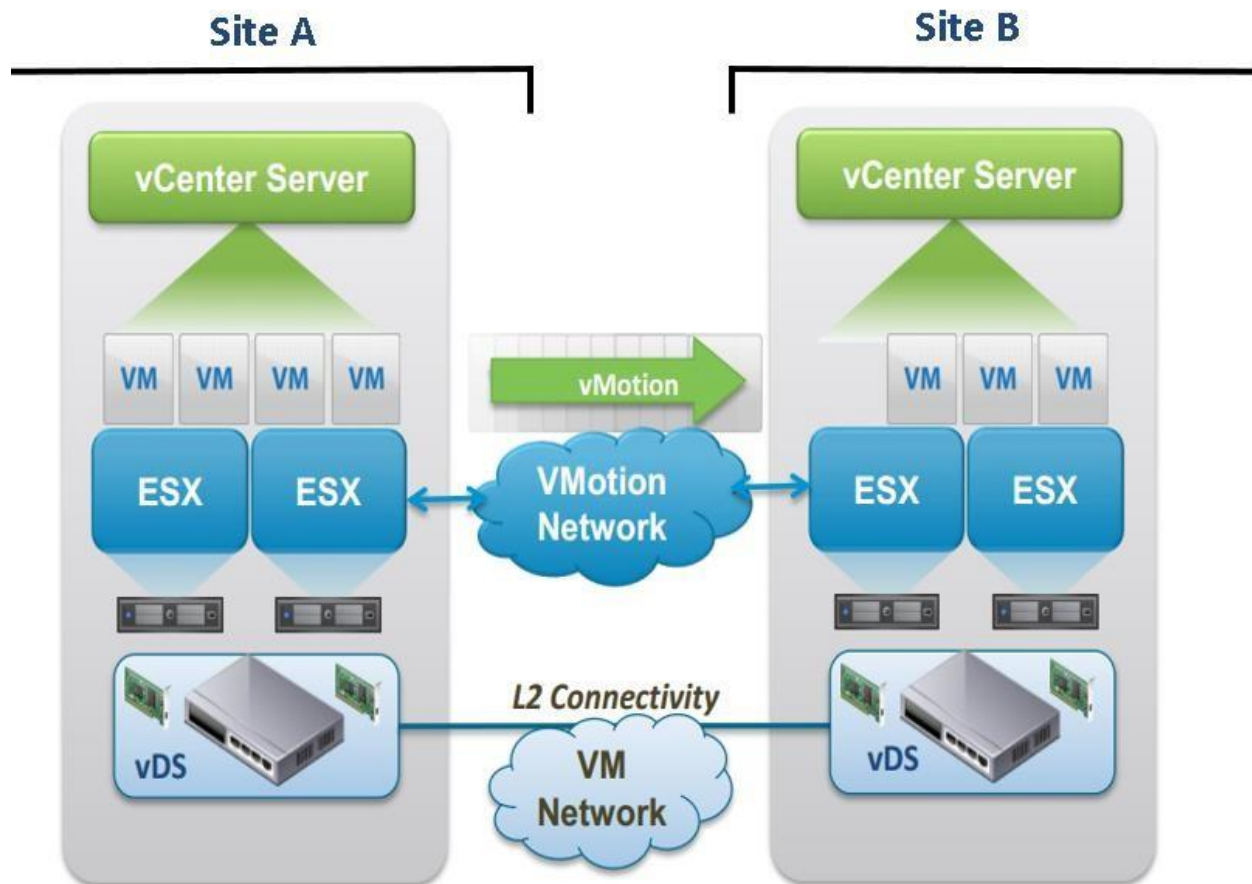 Site A
Site B
vCenter Server
vCenter Server
VM VM VM VM
vMotion
VM VM VM
ESX ESX
VMotion
Network
ESX ESX
L2 Connectivity
vDS
VM
Network
vDS